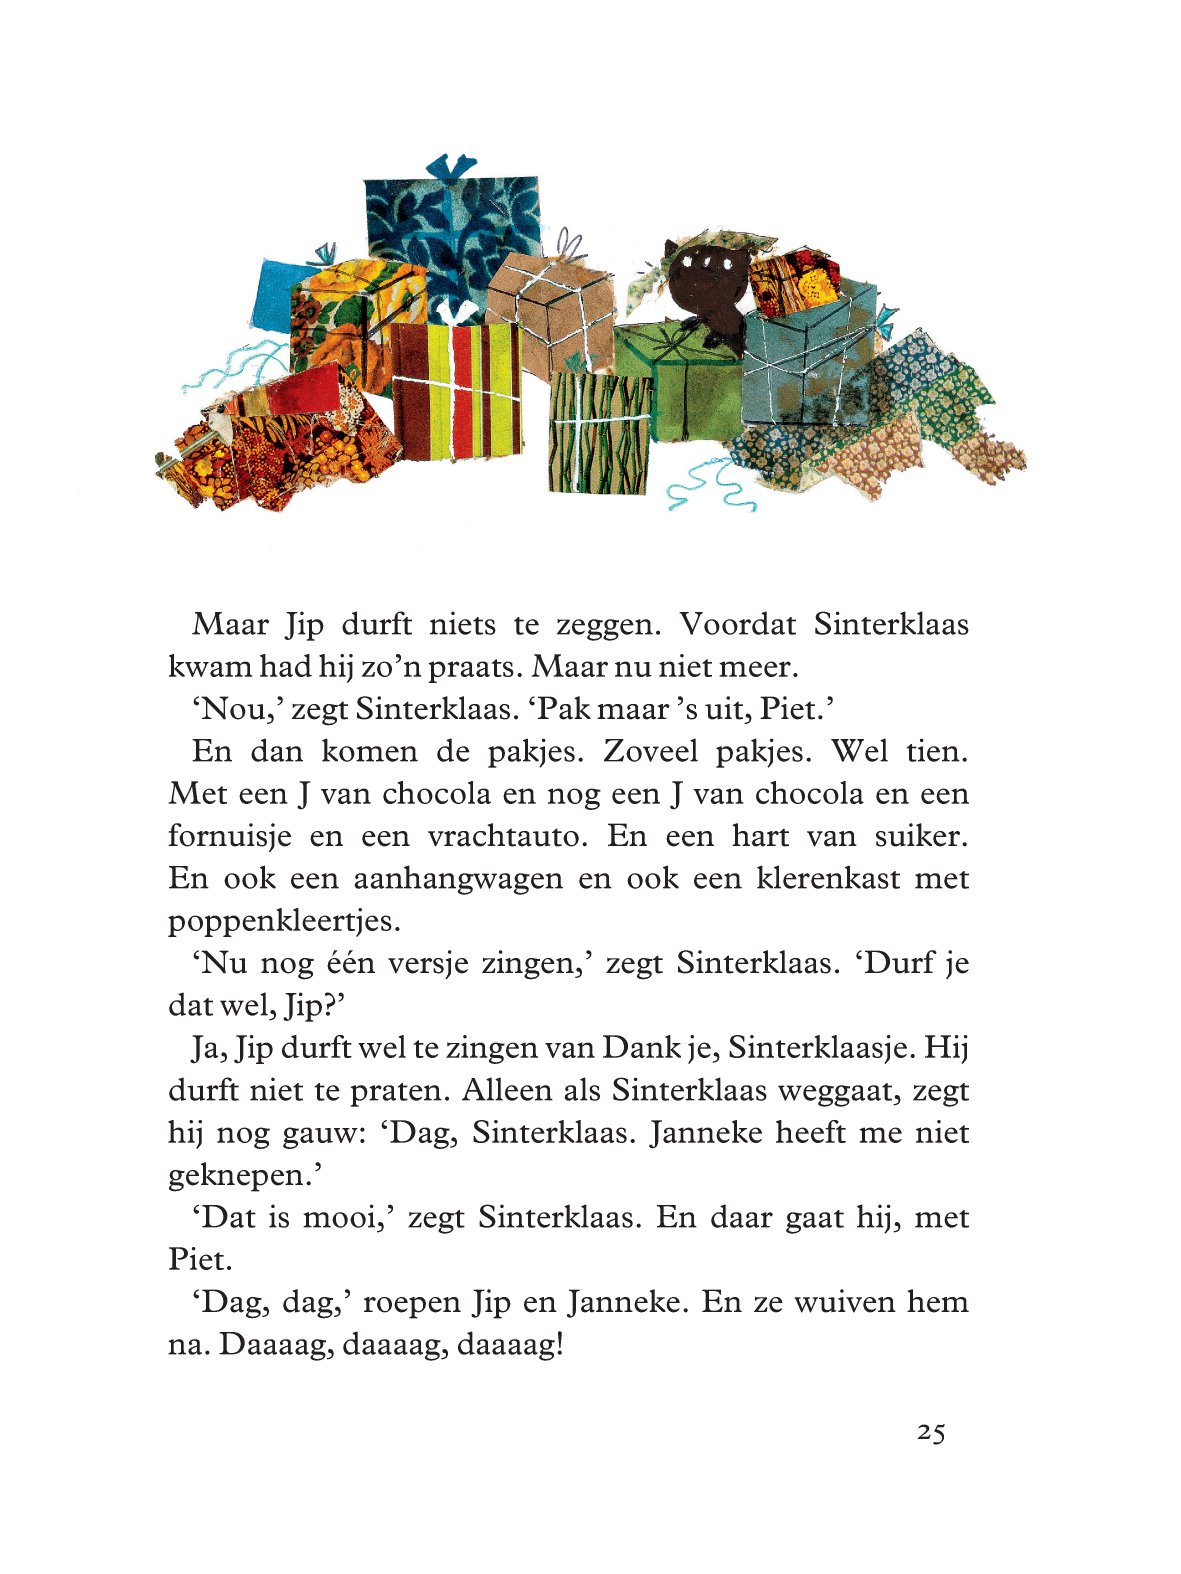 Maar Jip durft niets te zeggen. Voordat Sinterklaas
kwam had hij zo’n praats. Maar nu niet meer.
‘Nou,’ zegt Sinterklaas. ‘Pak maar ’s uit, Piet.’
En dan komen de pakjes. Zoveel pakjes. Wel tien.
Met een J van chocola en nog een J van chocola en een
fornuisje en een vrachtauto. En een hart van suiker.
En ook een aanhangwagen en ook een klerenkast met
poppenkleertjes.
‘Nu nog één versje zingen,’ zegt Sinterklaas. ‘Durf je
dat wel, Jip?’
Ja, Jip durft wel te zingen van Dank je, Sinterklaasje. Hij
durft niet te praten. Alleen als Sinterklaas weggaat, zegt
hij nog gauw: ‘Dag, Sinterklaas. Janneke heeft me niet
geknepen.’
‘Dat is mooi,’ zegt Sinterklaas. En daar gaat hij, met
Piet.
‘Dag, dag,’ roepen Jip en Janneke. En ze wuiven hem
na. Daaaag, daaaag, daaaag!
25